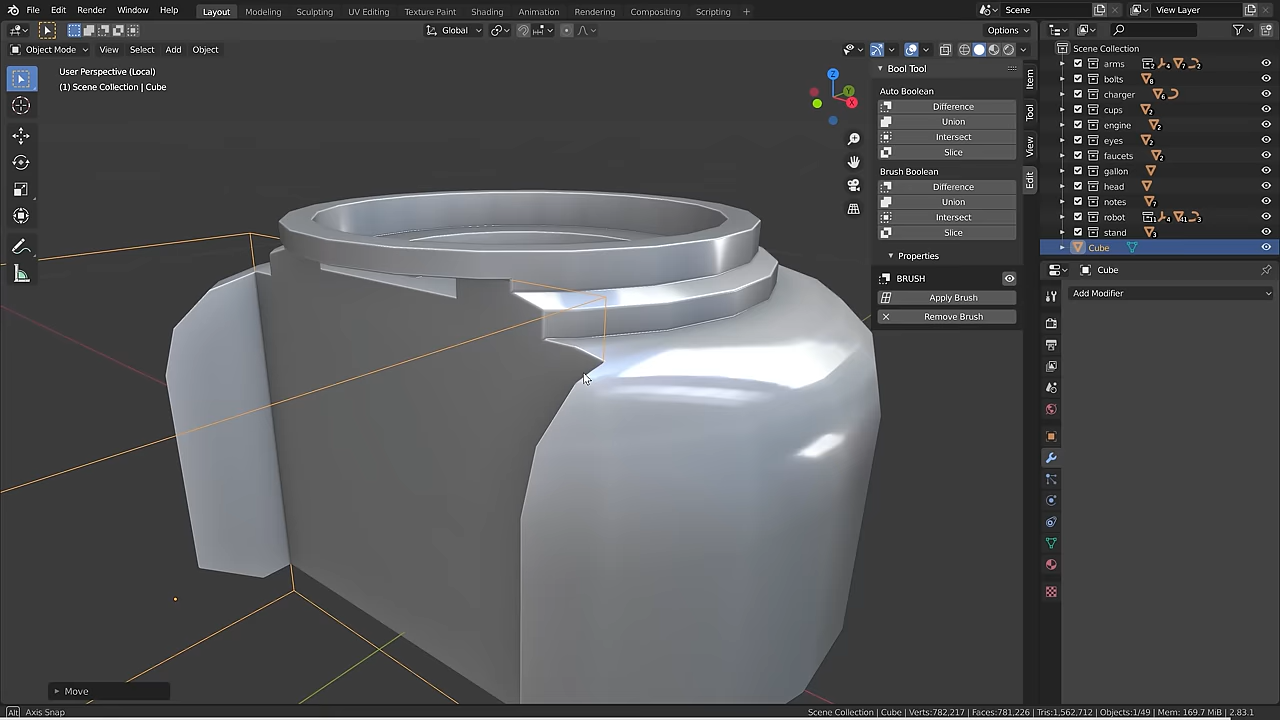 File Edit Render Window Help Layout Modeling Sculpting UV Editing Texture Paint Shading Animation Rendering Compositing Scripting + Scene View Layer
Global Options
Object Mode View Select Add Object
User Perspective (Local)
(1) Scene Collection | Cube
Z
Y
X
Bool Tool
Auto Boolean
Difference
Union
Intersect
Slice
Brush Boolean
Difference
Union
Intersect
Slice
Properties
BRUSH
Apply Brush
Remove Brush
Item
Tool
View
Edit
Scene Collection
arms
bolts
charger
cups
engine
eyes
faucets
gallon
head
notes
robot
stand
Cube
Cube
Add Modifier
Move
Alt Axis Snap
Scene Collection | Cube | Verts:782,217 | Faces:781,226 | Tris:1,562,712 | Objects:1/49 | Mem: 169.7 MiB | 2.83.1